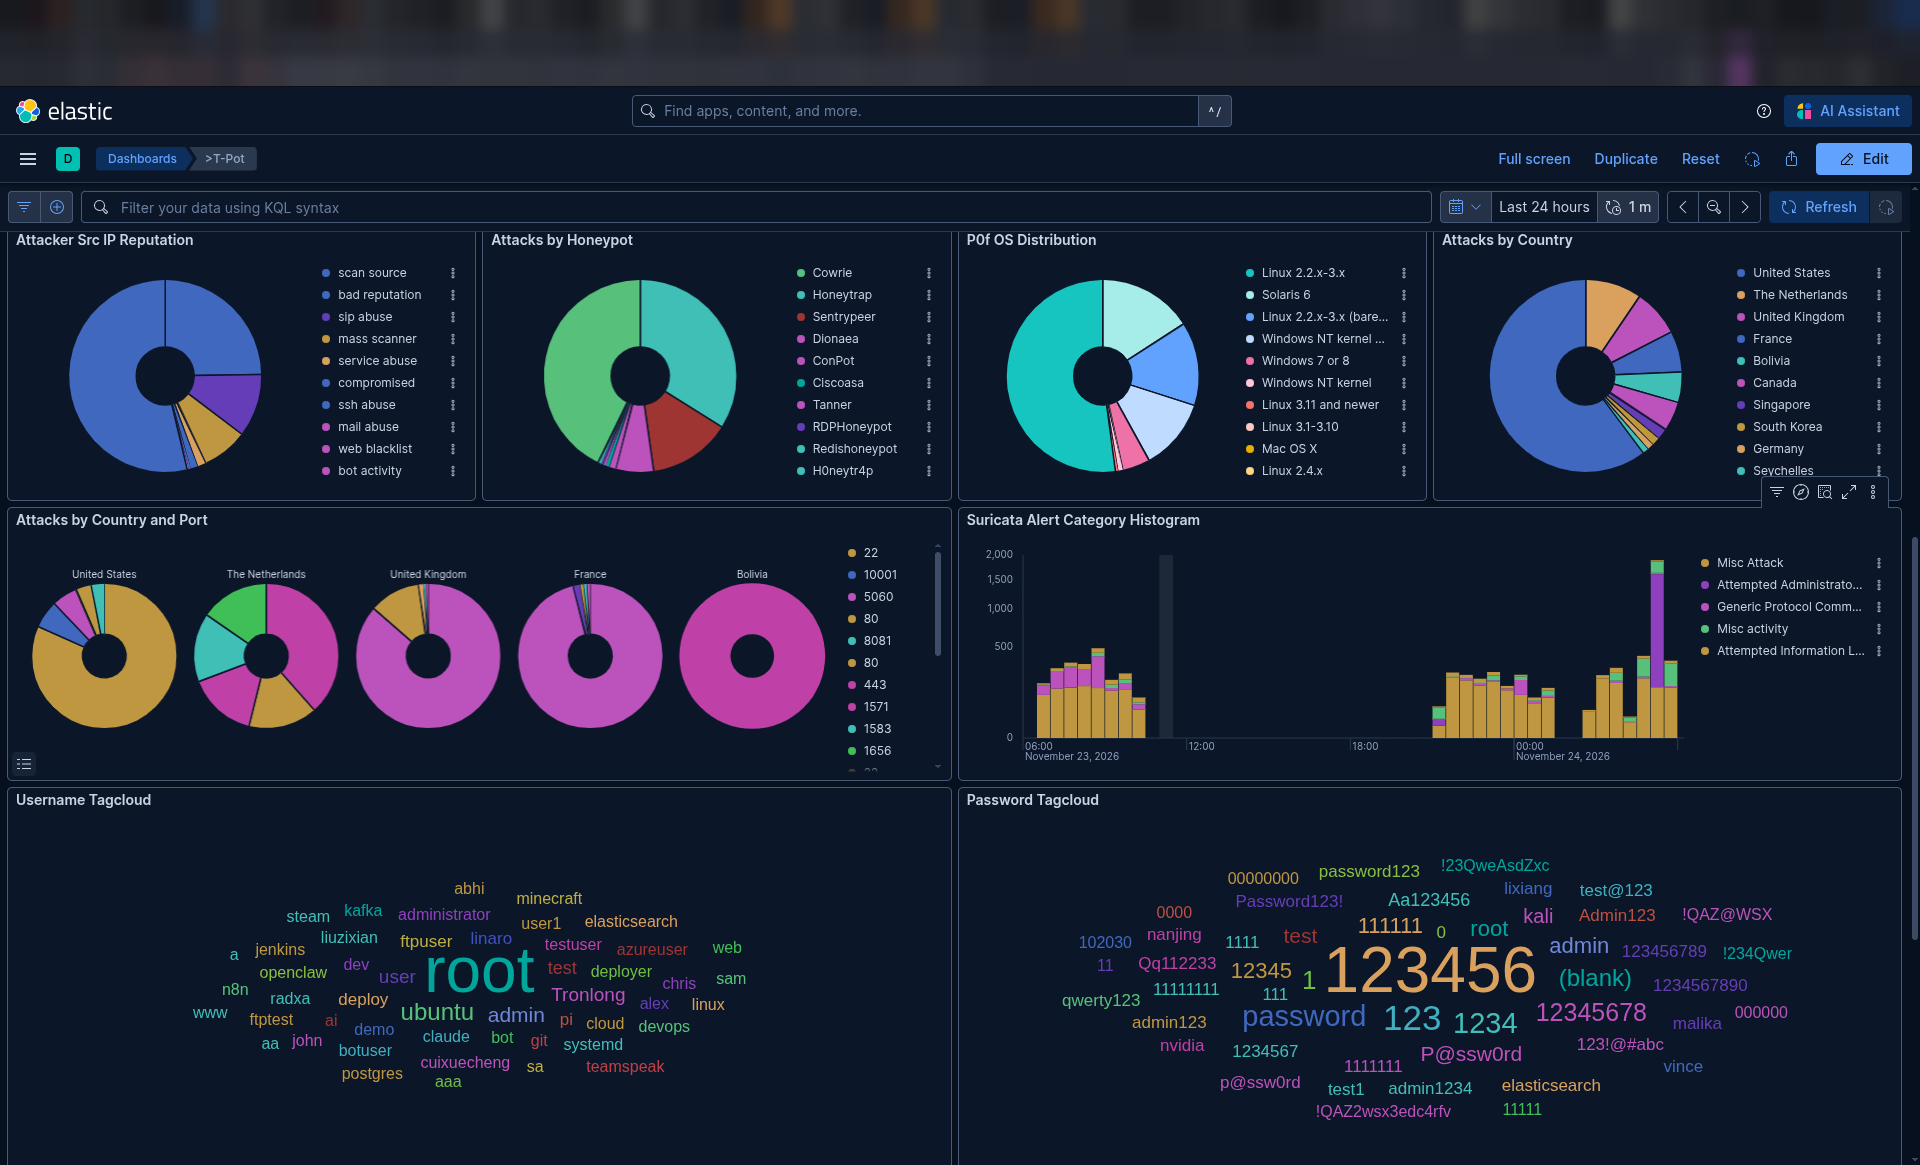 elastic
Find apps, content, and more.
^ /
AI Assistant
D
Dashboards
>T-Pot
Full screen
Duplicate
Reset
Edit
Filter your data using KQL syntax
Last 24 hours
1 m
Refresh
Attacker Src IP Reputation
scan source
bad reputation
sip abuse
mass scanner
service abuse
compromised
ssh abuse
mail abuse
web blacklist
bot activity
Attacks by Honeypot
Cowrie
Honeytrap
Sentrypeer
Dionaea
ConPot
Ciscoasa
Tanner
RDPHoneypot
Redishoneypot
H0neytr4p
P0f OS Distribution
Linux 2.2.x-3.x
Solaris 6
Linux 2.2.x-3.x (bare...
Windows NT kernel ...
Windows 7 or 8
Windows NT kernel
Linux 3.11 and newer
Linux 3.1-3.10
Mac OS X
Linux 2.4.x
Attacks by Country
United States
The Netherlands
United Kingdom
France
Bolivia
Canada
Singapore
South Korea
Germany
Seychelles
Attacks by Country and Port
United States
The Netherlands
United Kingdom
France
Bolivia
22
10001
5060
80
8081
80
443
1571
1583
1656
Suricata Alert Category Histogram
2,000
1,500
1,000
500
0
06:00
November 23, 2026
12:00
18:00
00:00
November 24, 2026
Misc Attack
Attempted Administrato...
Generic Protocol Comm...
Misc activity
Attempted Information L...
Username Tagcloud
abhi
minecraft
steam
kafka
administrator
user1
elasticsearch
liuzixian
ftpuser
linaro
testuser
azureuser
web
a
jenkins
openclaw
dev
user
root
test
deployer
chris
sam
n8n
radxa
deploy
ubuntu
admin
Tronlong
alex
linux
www
ftptest
ai
demo
claude
bot
git
pi
cloud
devops
systemd
aa
john
botuser
cuixuecheng
sa
teamspeak
postgres
aaa
Password Tagcloud
00000000
password123
!23QweAsdZxc
Password123!
Aa123456
lixiang
test@123
0000
111111
0
root
kali
Admin123
!QAZ@WSX
102030
nanjing
1111
test
123456
admin
123456789
!234Qwer
11
Qq112233
12345
1
(blank)
1234567890
qwerty123
11111111
111
password
123
1234
12345678
malika
000000
admin123
nvidia
1234567
1111111
P@ssw0rd
123!@#abc
vince
p@ssw0rd
test1
admin1234
elasticsearch
!QAZ2wsx3edc4rfv
11111